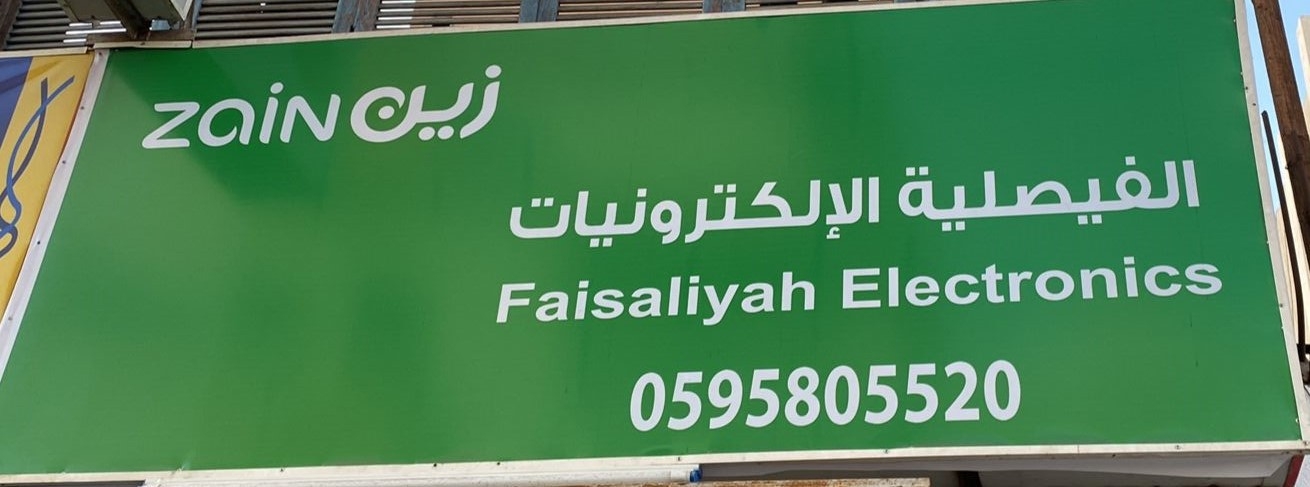 zain زين
الفيصلية الإلكترونيات
Faisaliyah Electronics
0595805520